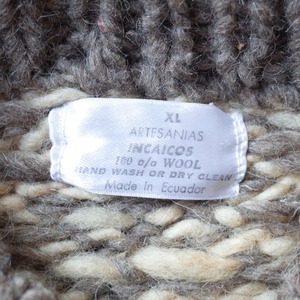 XL
ARTESANIAS
INCAICOS
100 o/o WOOL
HAND WASH OR DRY CLEAN
Made in Ecuador